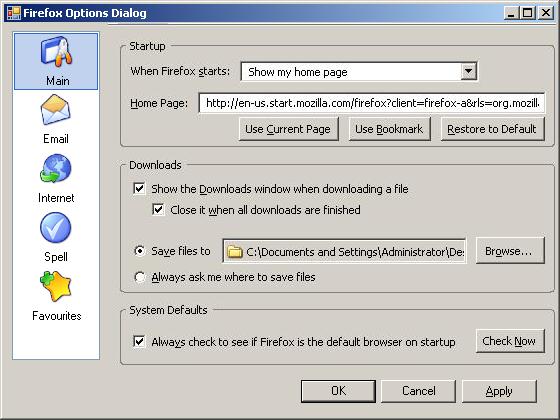 Firefox Options Dialog
Main
Email
Internet
Spell
Favourites
Startup
When Firefox starts: Show my home page
Home Page: http://en-us.start.mozilla.com/firefox?client=firefox-a&rls=org.mozill
Use Current Page Use Bookmark Restore to Default
Downloads
Show the Downloads window when downloading a file
Close it when all downloads are finished
Save files to C:\Documents and Settings\Administrator\De Browse...
Always ask me where to save files
System Defaults
Always check to see if Firefox is the default browser on startup Check Now
OK Cancel Apply